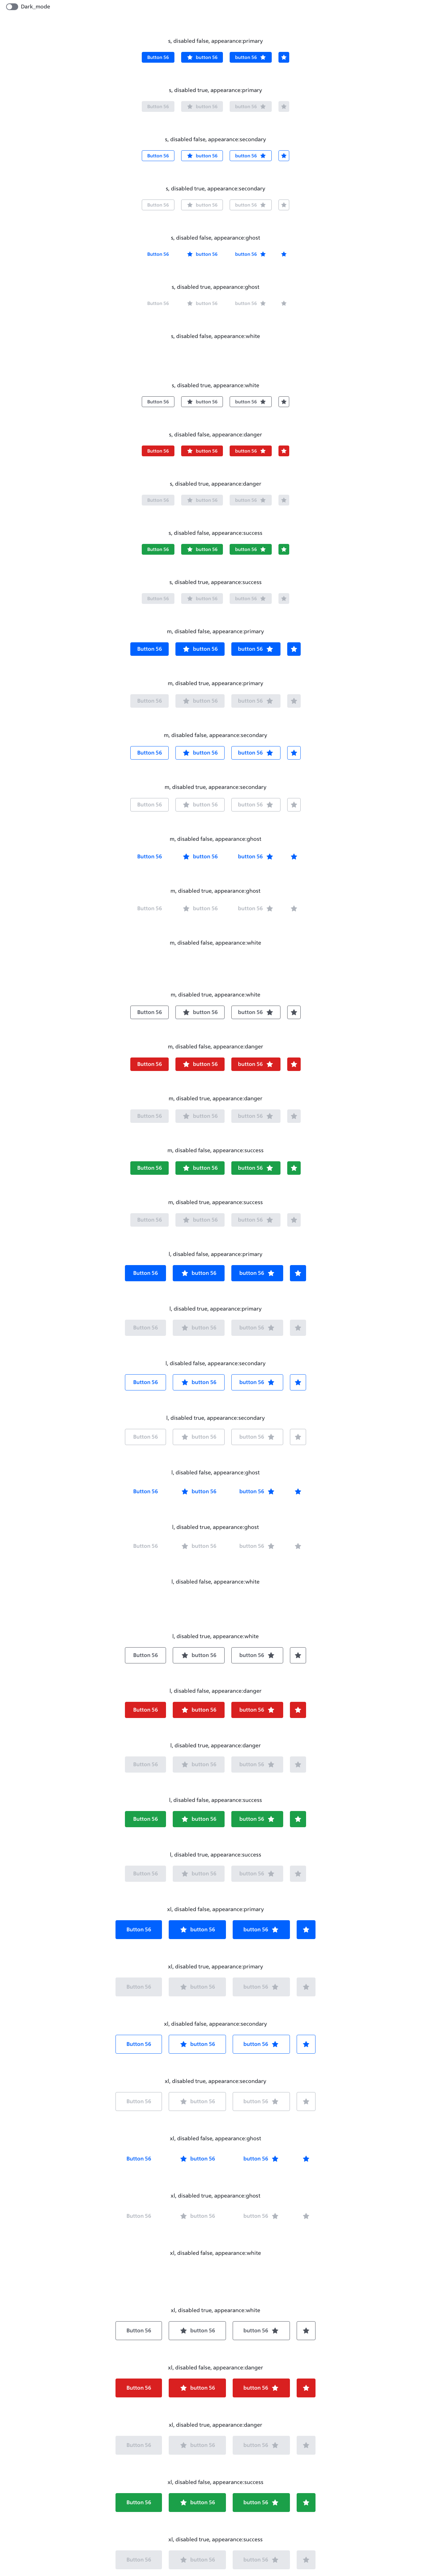 Dark_mode
s, disabled false, appearance:primary
Button 56 button 56 button 56
s, disabled true, appearance:primary
Button 56 button 56 button 56
s, disabled false, appearance:secondary
Button 56 button 56 button 56
s, disabled true, appearance:secondary
Button 56 button 56 button 56
s, disabled false, appearance:ghost
Button 56 button 56 button 56
s, disabled true, appearance:ghost
Button 56 button 56 button 56
s, disabled false, appearance:white
s, disabled true, appearance:white
Button 56 button 56 button 56
s, disabled false, appearance:danger
Button 56 button 56 button 56
s, disabled true, appearance:danger
Button 56 button 56 button 56
s, disabled false, appearance:success
Button 56 button 56 button 56
s, disabled true, appearance:success
Button 56 button 56 button 56
m, disabled false, appearance:primary
Button 56 button 56 button 56
m, disabled true, appearance:primary
Button 56 button 56 button 56
m, disabled false, appearance:secondary
Button 56 button 56 button 56
m, disabled true, appearance:secondary
Button 56 button 56 button 56
m, disabled false, appearance:ghost
Button 56 button 56 button 56
m, disabled true, appearance:ghost
Button 56 button 56 button 56
m, disabled false, appearance:white
m, disabled true, appearance:white
Button 56 button 56 button 56
m, disabled false, appearance:danger
Button 56 button 56 button 56
m, disabled true, appearance:danger
Button 56 button 56 button 56
m, disabled false, appearance:success
Button 56 button 56 button 56
m, disabled true, appearance:success
Button 56 button 56 button 56
l, disabled false, appearance:primary
Button 56 button 56 button 56
l, disabled true, appearance:primary
Button 56 button 56 button 56
l, disabled false, appearance:secondary
Button 56 button 56 button 56
l, disabled true, appearance:secondary
Button 56 button 56 button 56
l, disabled false, appearance:ghost
Button 56 button 56 button 56
l, disabled true, appearance:ghost
Button 56 button 56 button 56
l, disabled false, appearance:white
l, disabled true, appearance:white
Button 56 button 56 button 56
l, disabled false, appearance:danger
Button 56 button 56 button 56
l, disabled true, appearance:danger
Button 56 button 56 button 56
l, disabled false, appearance:success
Button 56 button 56 button 56
l, disabled true, appearance:success
Button 56 button 56 button 56
xl, disabled false, appearance:primary
Button 56 button 56 button 56
xl, disabled true, appearance:primary
Button 56 button 56 button 56
xl, disabled false, appearance:secondary
Button 56 button 56 button 56
xl, disabled true, appearance:secondary
Button 56 button 56 button 56
xl, disabled false, appearance:ghost
Button 56 button 56 button 56
xl, disabled true, appearance:ghost
Button 56 button 56 button 56
xl, disabled false, appearance:white
xl, disabled true, appearance:white
Button 56 button 56 button 56
xl, disabled false, appearance:danger
Button 56 button 56 button 56
xl, disabled true, appearance:danger
Button 56 button 56 button 56
xl, disabled false, appearance:success
Button 56 button 56 button 56
xl, disabled true, appearance:success
Button 56 button 56 button 56